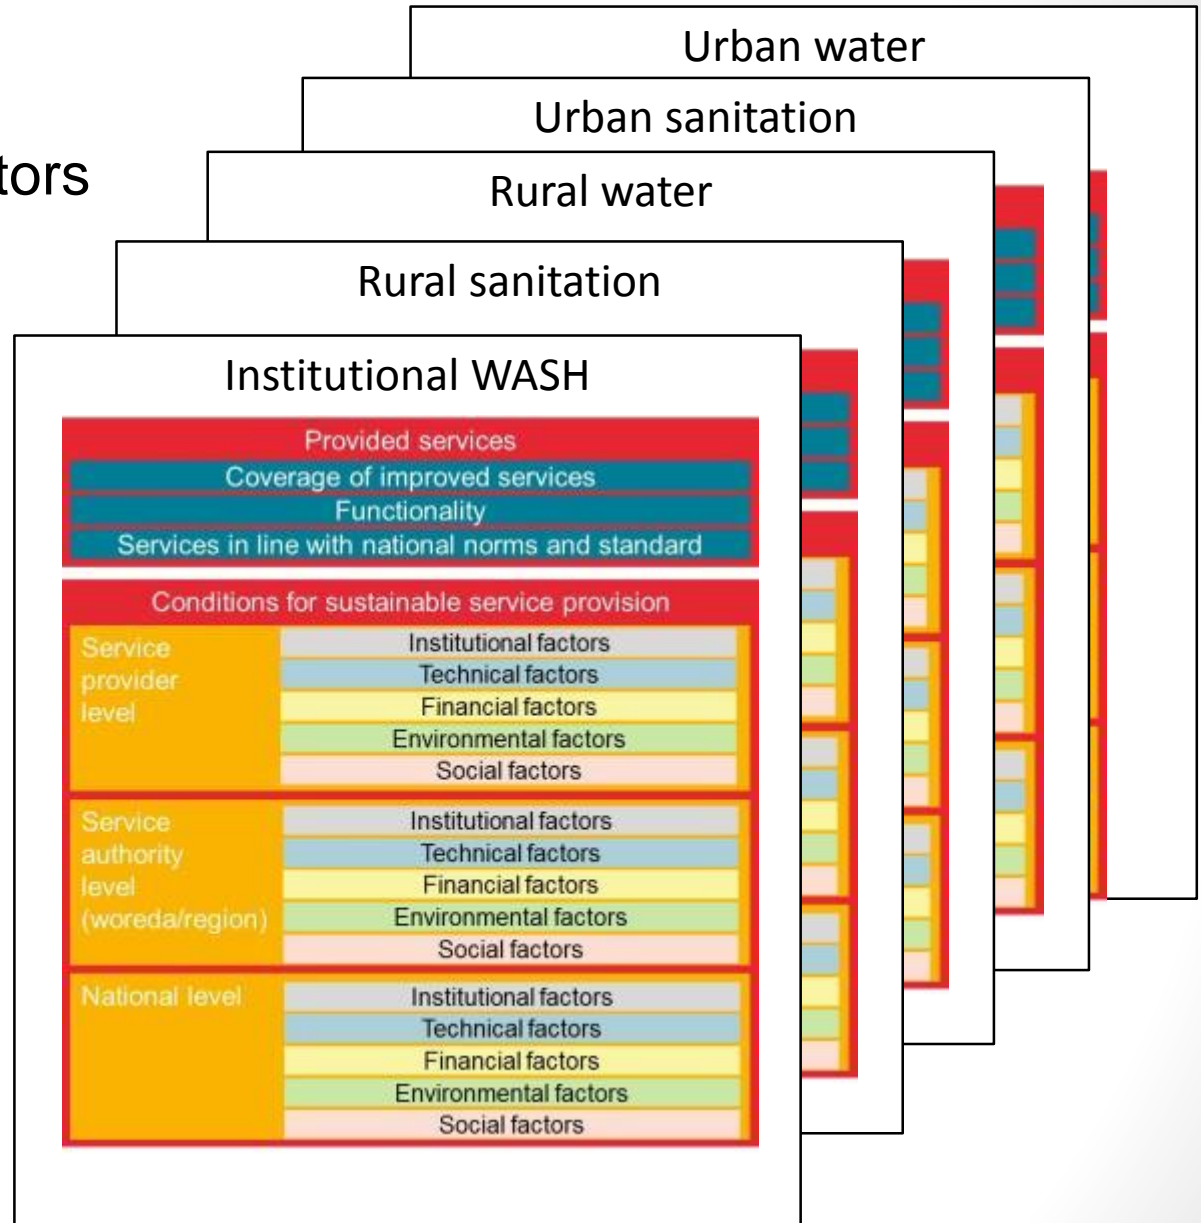 Urban water
Urban sanitation
tors
Rural water
Rural sanitation
Institutional WASH
Provided services
Coverage of improved services
Functionality
Services in line with national norms and standard
Conditions for sustainable service provision
Service
provider
level
Institutional factors
Technical factors
Financial factors
Environmental factors
Social factors
Service
authority
level
(woreda/region)
Institutional factors
Technical factors
Financial factors
Environmental factors
Social factors
National level
Institutional factors
Technical factors
Financial factors
Environmental factors
Social factors